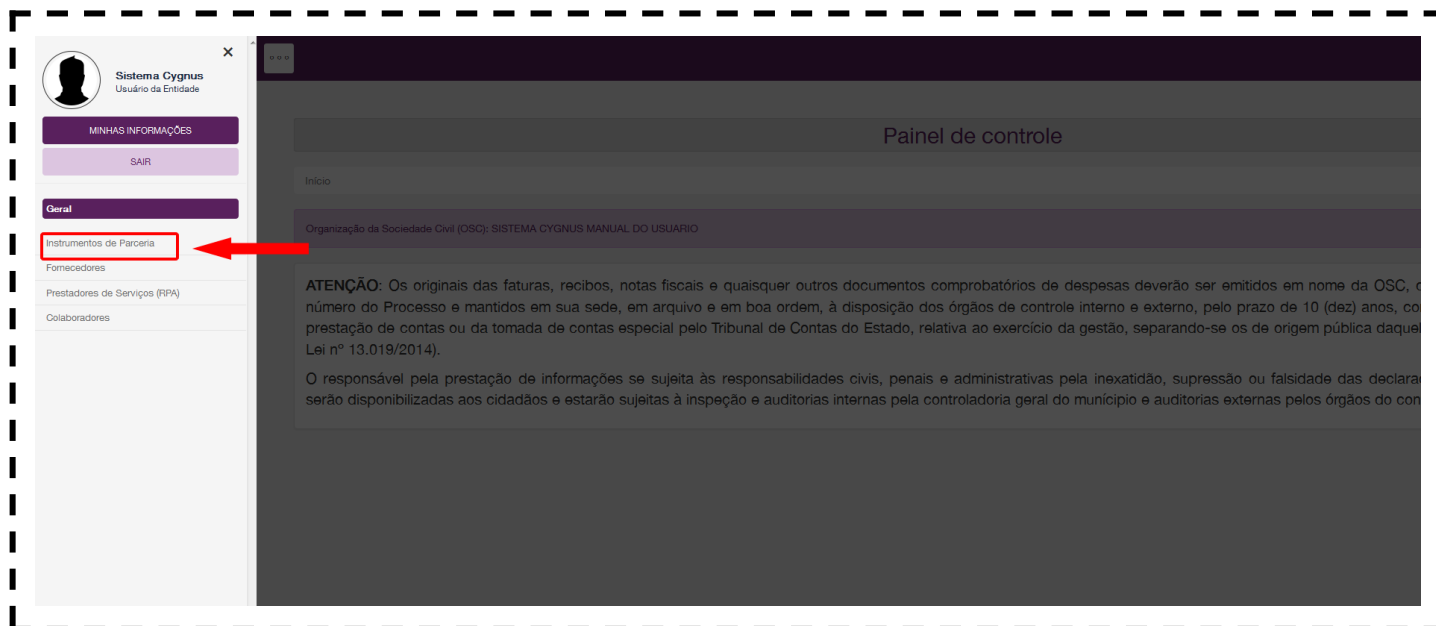 Sistema Cygnus
Usuário da Entidade
MINHAS INFORMAÇÕES
SAIR
Geral
Instrumentos de Parceria
Fornecedores
Prestadores de Serviços (RPA)
Colaboradores
Painel de controle
Início
Organização da Sociedade Civil (OSC): SISTEMA CYGNUS MANUAL DO USUARIO
ATENÇÃO: Os originais das faturas, recibos, notas fiscais e quaisquer outros documentos comprobatórios de despesas deverão ser emitidos em nome da OSC,
número do Processo e mantidos em sua sede, em arquivo e em boa ordem, à disposição dos órgãos de controle interno e externo, pelo prazo de 10 (dez) anos,
prestação de contas ou da tomada de contas especial pelo Tribunal de Contas do Estado, relativa ao exercício da gestão, separando-se os de origem pública
Lei nº 13.019/2014).
O responsável pela prestação de informações se sujeita às responsabilidades civis, penais e administrativas pela inexatidão, supressão ou falsidade das
serão disponibilizadas aos cidadãos e estarão sujeitas à inspeção e auditorias internas pela controladoria geral do munícipio e auditorias externas pelos órgãos do